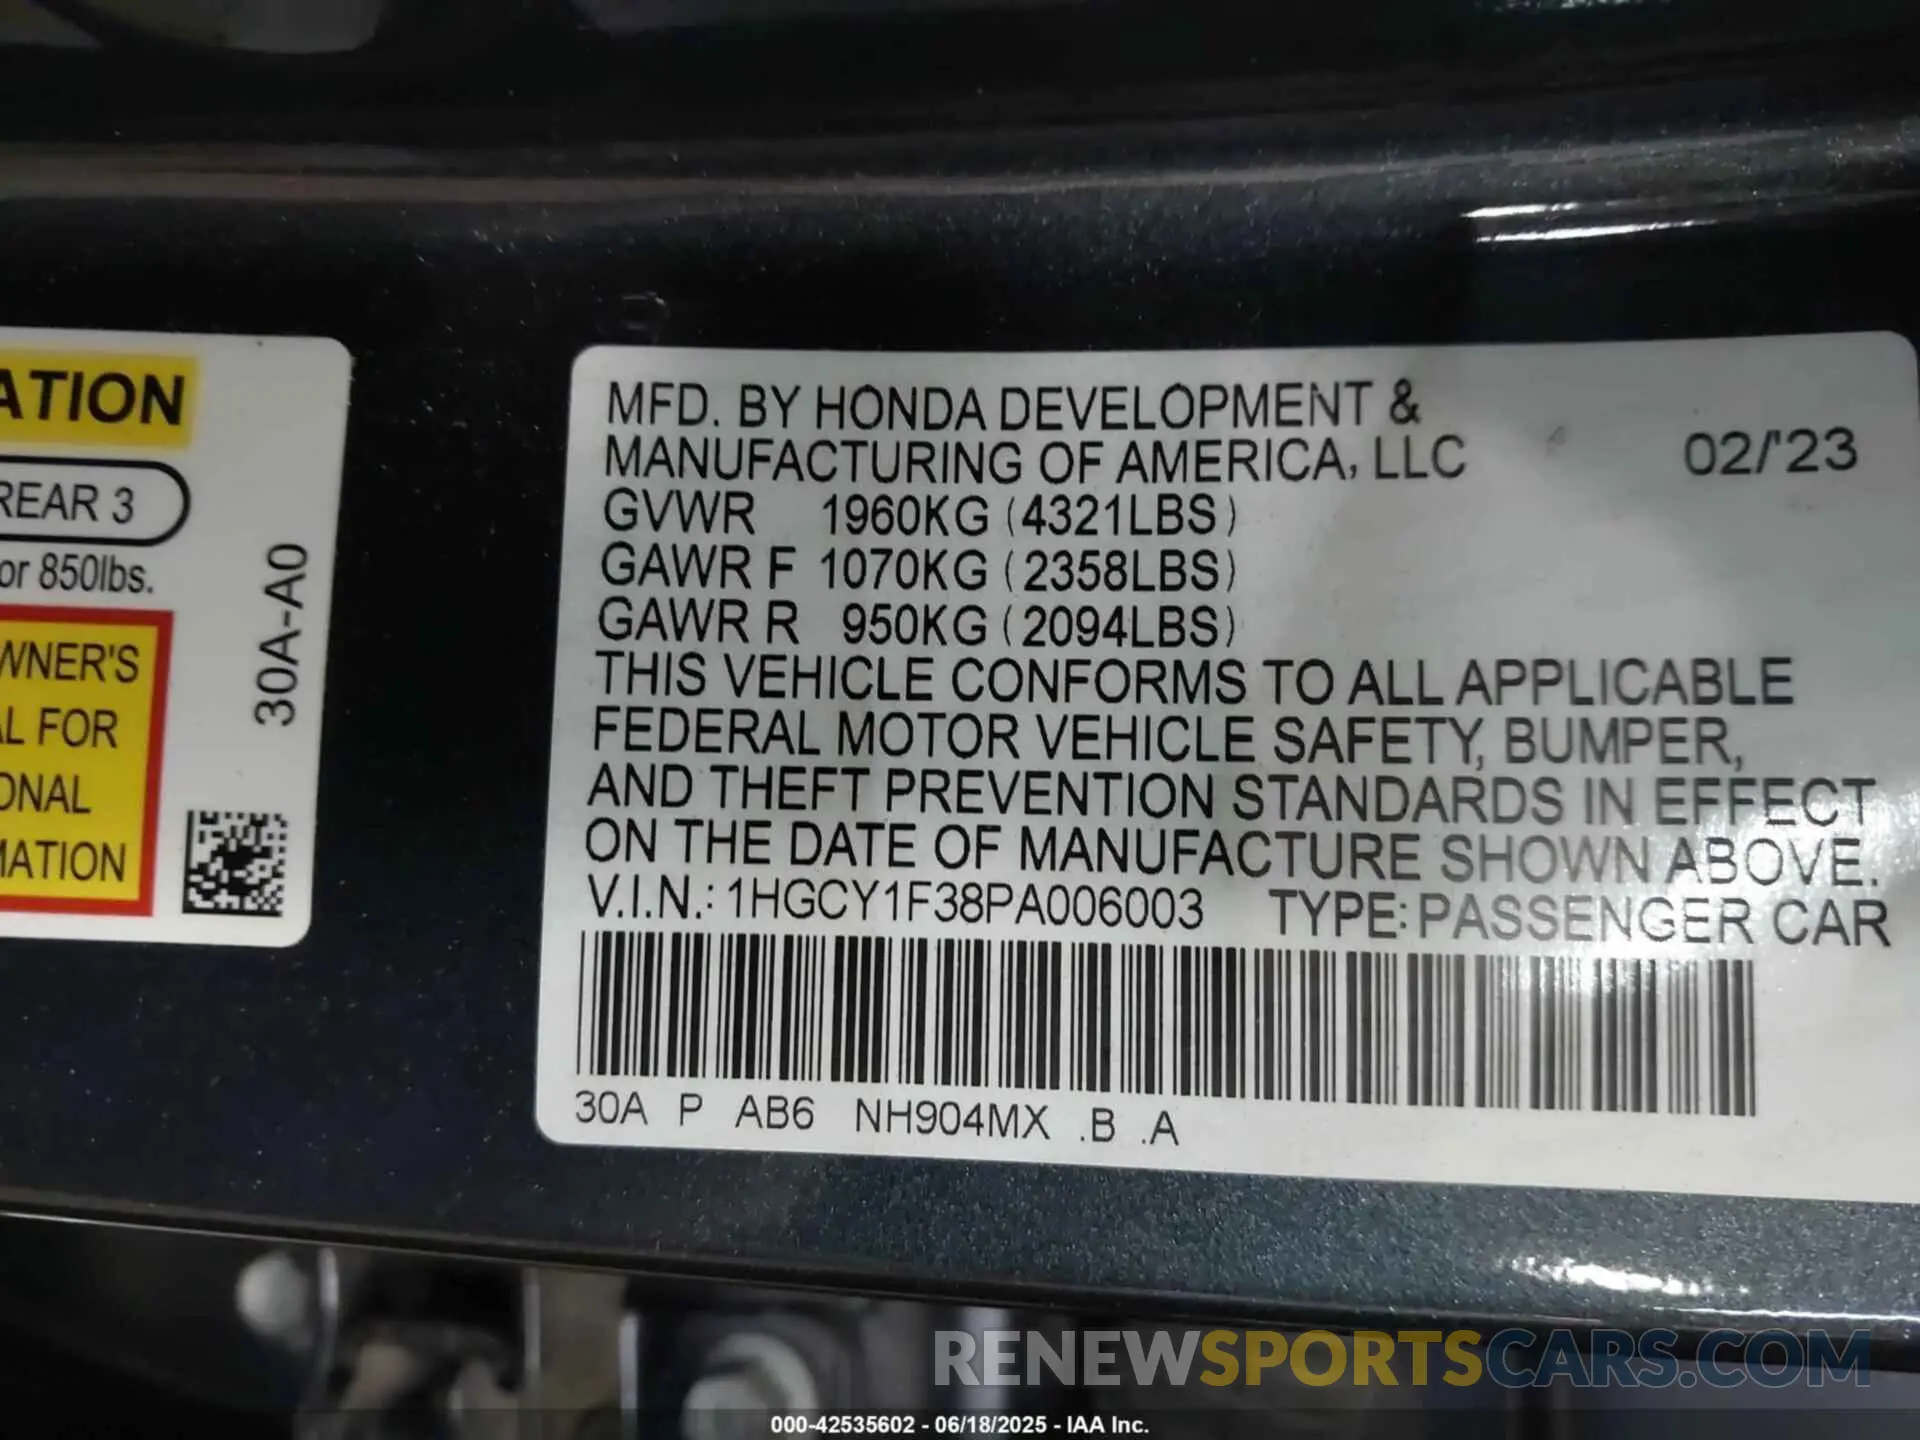 ATION
REAR 3
or 850lbs.
WNER'S
AL FOR
ONAL
MATION
30A-A0
MFD. BY HONDA DEVELOPMENT &
MANUFACTURING OF AMERICA, LLC 02/'23
GVWR 1960KG (4321LBS)
GAWR F 1070KG (2358LBS)
GAWR R 950KG (2094LBS)
THIS VEHICLE CONFORMS TO ALL APPLICABLE
FEDERAL MOTOR VEHICLE SAFETY, BUMPER,
AND THEFT PREVENTION STANDARDS IN EFFECT
ON THE DATE OF MANUFACTURE SHOWN ABOVE.
V.I.N.: 1HGCY1F38PA006003 TYPE: PASSENGER CAR
30A P AB6 NH904MX .B .A
RENEWSPORTSCARS.COM
000-42535602 - 06/18/2025 - IAA Inc.